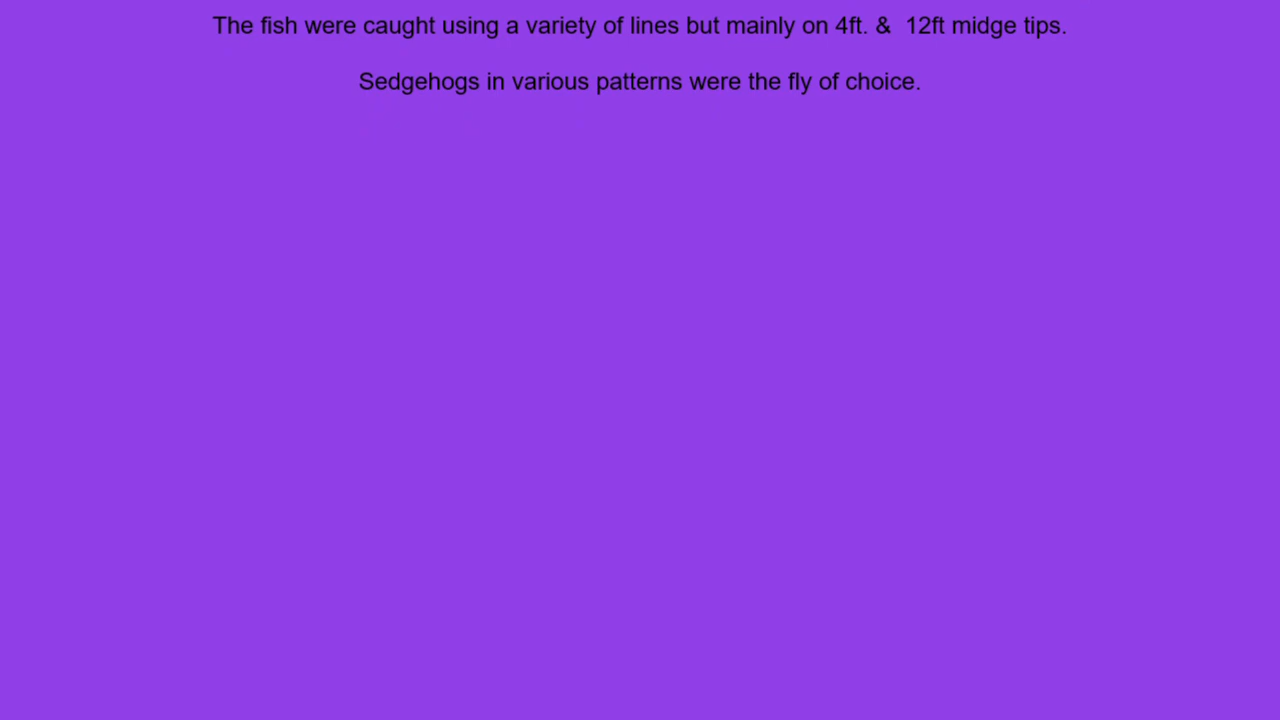 The fish were caught using a variety of lines but mainly on 4ft. &  12ft midge tips.
Sedgehogs in various patterns were the fly of choice.